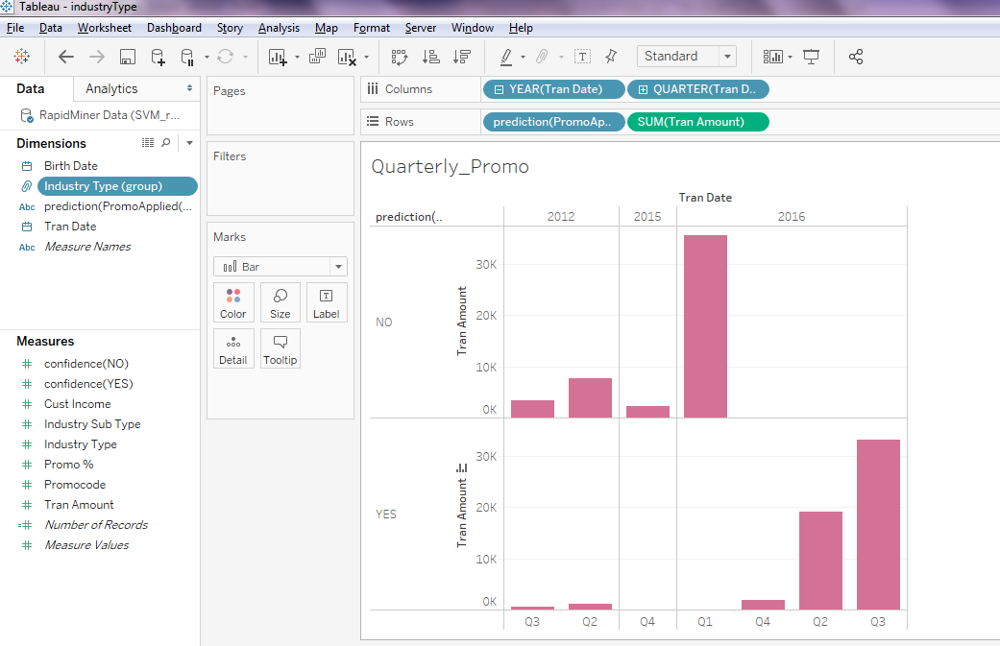 Tableau - industryType
File Data Worksheet Dashboard Story Analysis Map Format Server Window Help
T Standard
Data Analytics
RapidMiner Data (SVM_r...
Dimensions
Birth Date
Industry Type (group)
Abc prediction(PromoApplied(...
Tran Date
Abc Measure Names
Measures
# confidence(NO)
# confidence(YES)
# Cust Income
# Industry Sub Type
# Industry Type
# Promo %
# Promocode
# Tran Amount
=# Number of Records
# Measure Values
Pages
Filters
Marks
Bar
Color Size T Label
Detail Tooltip
Columns YEAR(Tran Date) QUARTER(Tran D..
Rows prediction(PromoAp.. SUM(Tran Amount)
Quarterly_Promo
Tran Date
prediction(.. 2012 2015 2016
NO
Tran Amount
30K
20K
10K
0K
YES
Tran Amount
30K
20K
10K
0K
Q3 Q2 Q4 Q1 Q4 Q2 Q3